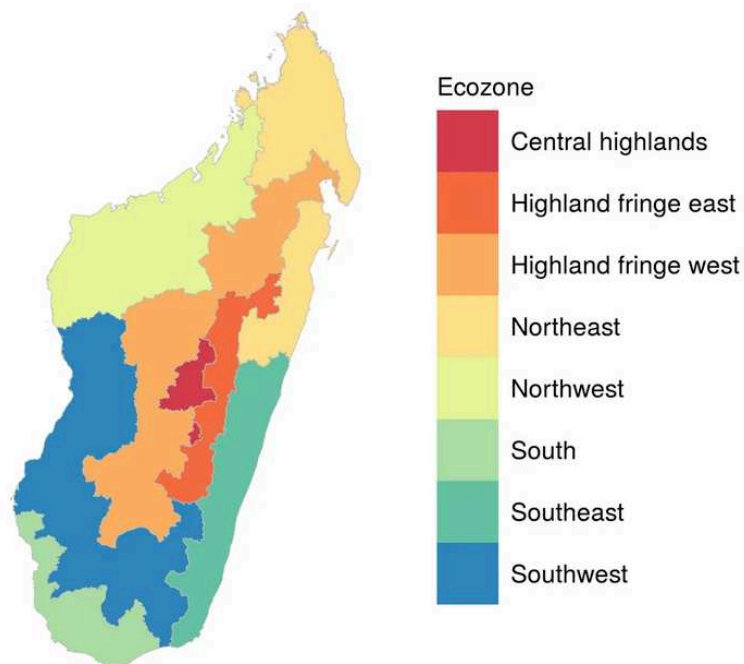 Ecozone
Central highlands
Highland fringe east
Highland fringe west
Northeast
Northwest
South
Southeast
Southwest